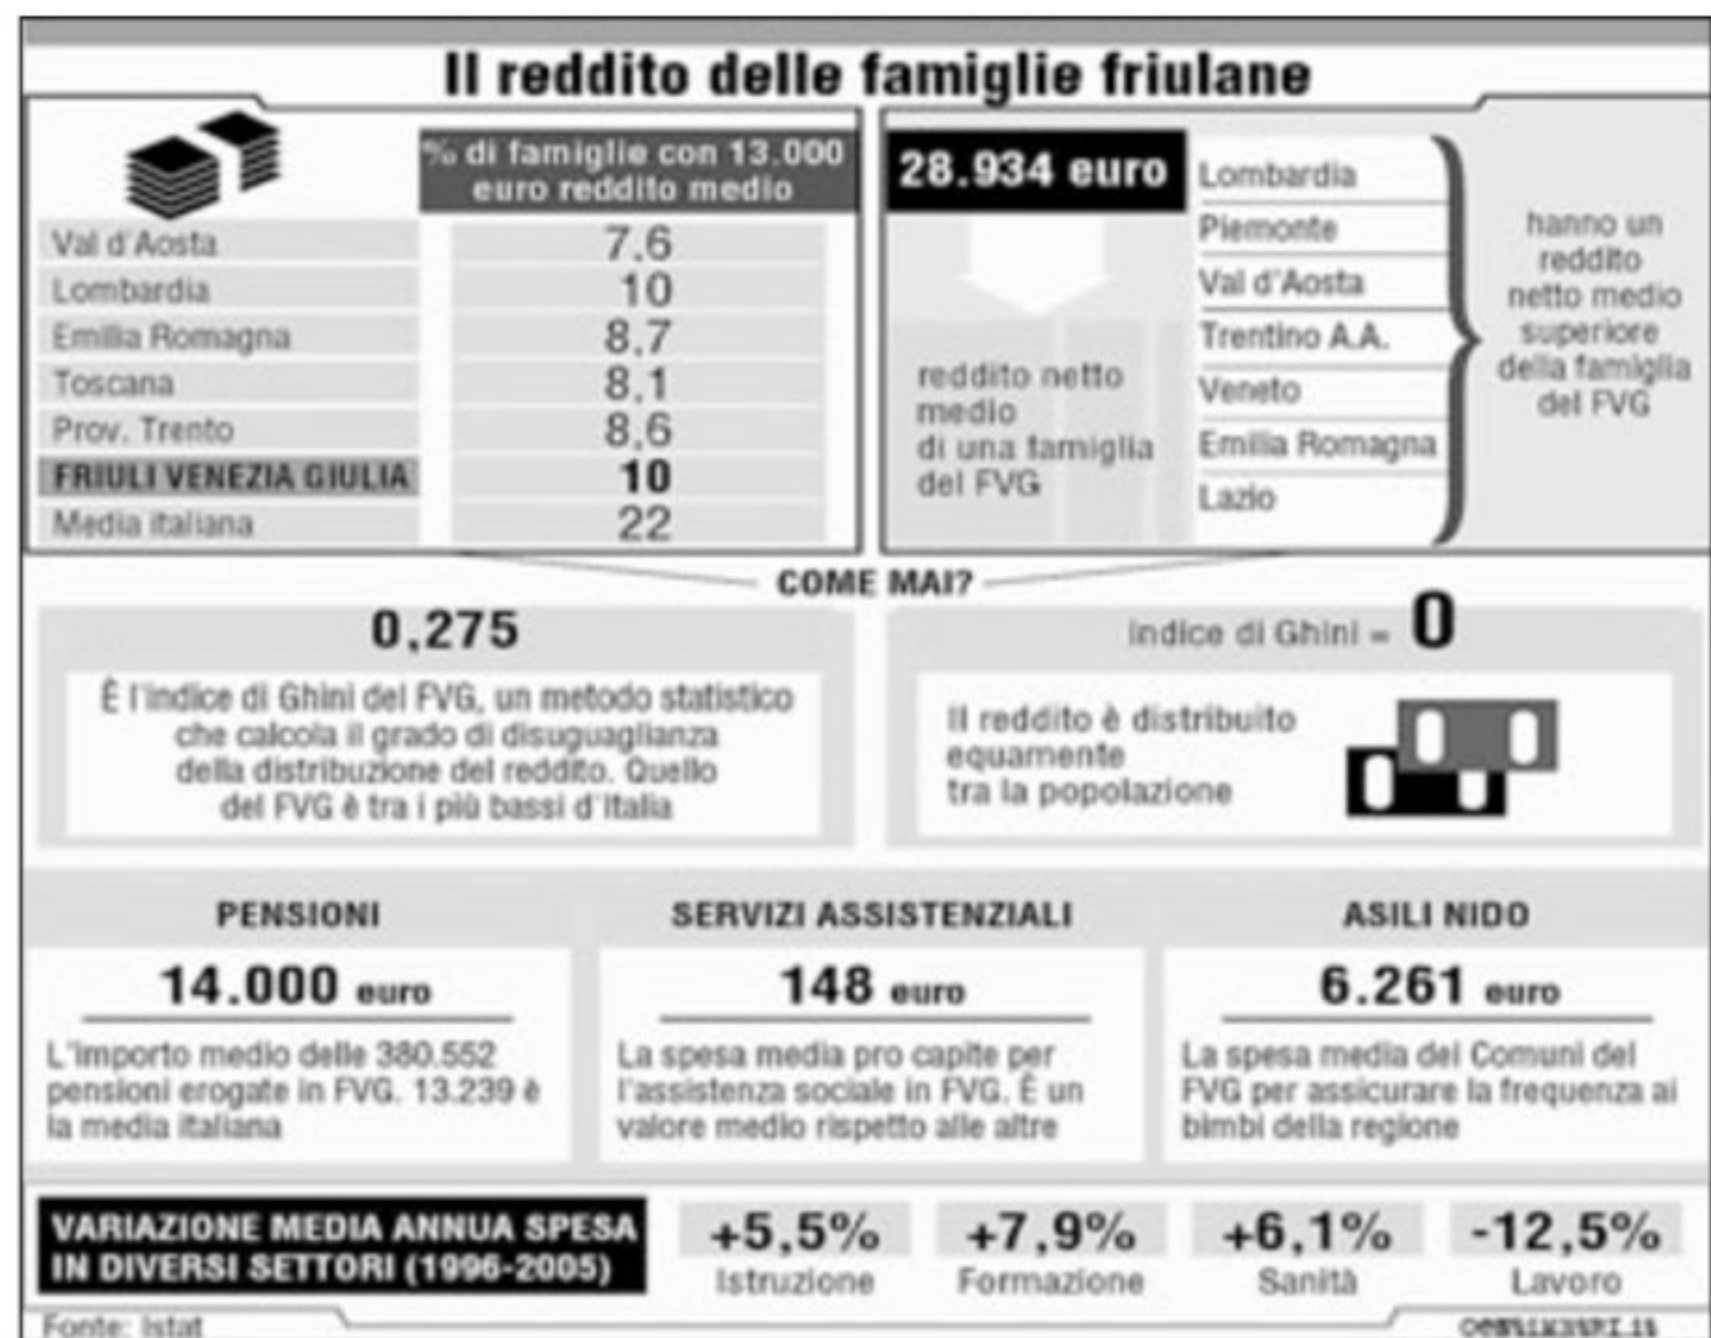 Il reddito delle famiglie friulane
% di famiglie con 13.000
euro reddito medio
Val d'Aosta 7,6
Lombardia 10
Emilia Romagna 8,7
Toscana 8,1
Prov. Trento 8,6
FRIULI VENEZIA GIULIA 10
Media italiana 22
28.934 euro
reddito netto
medio
di una famiglia
del FVG
Lombardia
Piemonte
Val d'Aosta
Trentino A.A.
Veneto
Emilia Romagna
Lazio
hanno un
reddito
netto medio
superiore
della famiglia
del FVG
COME MAI?
0,275
È l'indice di Ghini del FVG, un metodo statistico
che calcola il grado di disuguaglianza
della distribuzione del reddito. Quello
del FVG è tra i più bassi d'Italia
indice di Ghini = 0
Il reddito è distribuito
equamente
tra la popolazione
PENSIONI
14.000 euro
L'importo medio delle 380.552
pensioni erogate in FVG. 13.239 è
la media italiana
SERVIZI ASSISTENZIALI
148 euro
La spesa media pro capite per
l'assistenza sociale in FVG. È un
valore medio rispetto alle altre
ASILI NIDO
6.261 euro
La spesa media dei Comuni del
FVG per assicurare la frequenza ai
bimbi della regione
VARIAZIONE MEDIA ANNUA SPESA
IN DIVERSI SETTORI (1996-2005)
+5,5%
Istruzione
+7,9%
Formazione
+6,1%
Sanità
-12,5%
Lavoro
Fonte: Istat